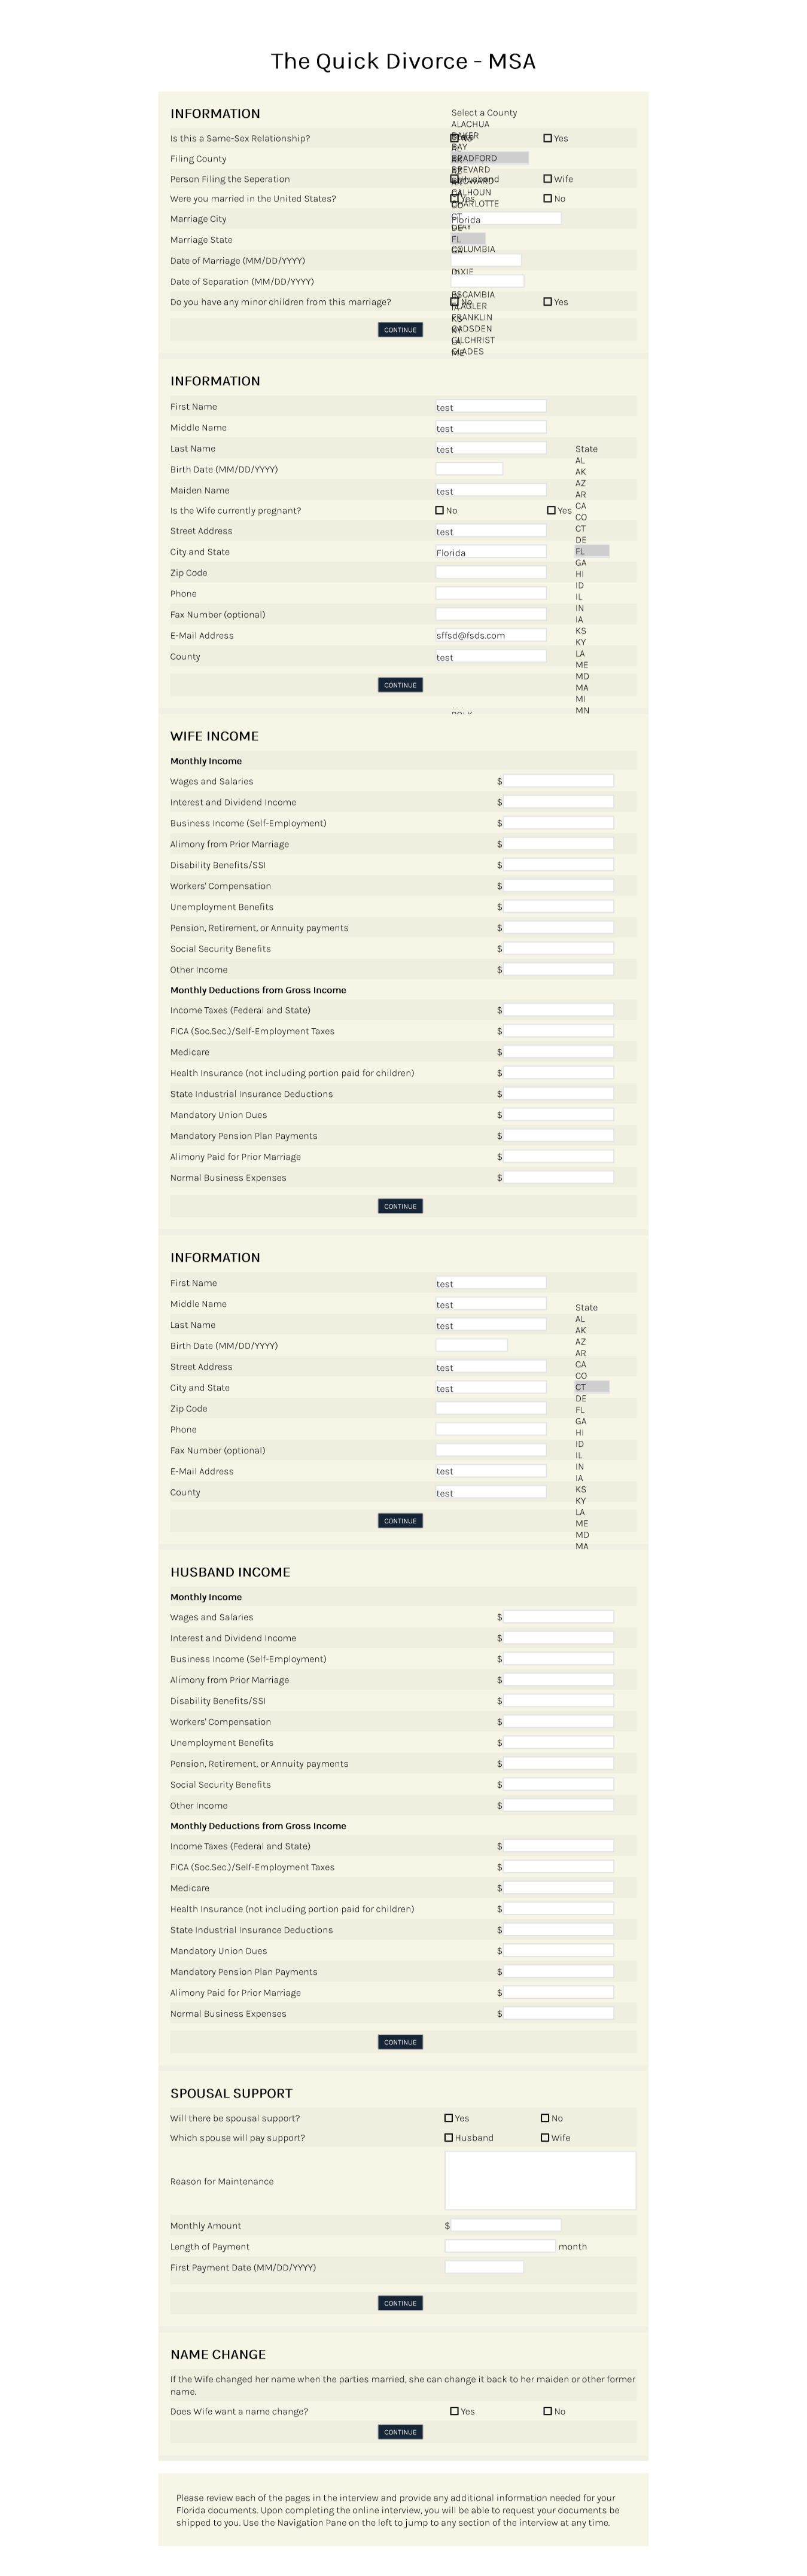 The Quick Divorce - MSA
INFORMATION
Select a County
ALACHUA
BAKER
Is this a Same-Sex Relationship? No Yes
BAY
Filing County BRADFORD
BREVARD
Person Filing the Seperation Husband Wife
BROWARD
CALHOUN
Were you married in the United States? Yes No
CHARLOTTE
Marriage City Florida
CT
CLAY
Marriage State FL
COLUMBIA
Date of Marriage (MM/DD/YYYY)
DIXIE
Date of Separation (MM/DD/YYYY)
ESCAMBIA
Do you have any minor children from this marriage? No Yes
FLAGLER
FRANKLIN
GADSDEN
CONTINUE
GILCHRIST
GLADES
INFORMATION
First Name test
Middle Name test
Last Name test State
AL
Birth Date (MM/DD/YYYY) AK
AZ
Maiden Name test AR
CA
Is the Wife currently pregnant? No Yes
CO
Street Address test CT
DE
City and State Florida FL
GA
Zip Code HI
ID
Phone IL
IN
Fax Number (optional) IA
KS
E-Mail Address sffsd@fsds.com KY
County test LA
ME
MD
CONTINUE MA
MI
MN
POLK
WIFE INCOME
Monthly Income
Wages and Salaries $
Interest and Dividend Income $
Business Income (Self-Employment) $
Alimony from Prior Marriage $
Disability Benefits/SSI $
Workers' Compensation $
Unemployment Benefits $
Pension, Retirement, or Annuity payments $
Social Security Benefits $
Other Income $
Monthly Deductions from Gross Income
Income Taxes (Federal and State) $
FICA (Soc.Sec.)/Self-Employment Taxes $
Medicare $
Health Insurance (not including portion paid for children) $
State Industrial Insurance Deductions $
Mandatory Union Dues $
Mandatory Pension Plan Payments $
Alimony Paid for Prior Marriage $
Normal Business Expenses $
CONTINUE
INFORMATION
First Name test
Middle Name test State
AL
Last Name test AK
AZ
Birth Date (MM/DD/YYYY) AR
Street Address test CA
CO
City and State test CT
DE
Zip Code FL
GA
Phone HI
ID
Fax Number (optional) IL
IN
E-Mail Address test IA
KS
County test KY
LA
CONTINUE ME
MD
MA
HUSBAND INCOME
Monthly Income
Wages and Salaries $
Interest and Dividend Income $
Business Income (Self-Employment) $
Alimony from Prior Marriage $
Disability Benefits/SSI $
Workers' Compensation $
Unemployment Benefits $
Pension, Retirement, or Annuity payments $
Social Security Benefits $
Other Income $
Monthly Deductions from Gross Income
Income Taxes (Federal and State) $
FICA (Soc.Sec.)/Self-Employment Taxes $
Medicare $
Health Insurance (not including portion paid for children) $
State Industrial Insurance Deductions $
Mandatory Union Dues $
Mandatory Pension Plan Payments $
Alimony Paid for Prior Marriage $
Normal Business Expenses $
CONTINUE
SPOUSAL SUPPORT
Will there be spousal support? Yes No
Which spouse will pay support? Husband Wife
Reason for Maintenance
Monthly Amount $
Length of Payment month
First Payment Date (MM/DD/YYYY)
CONTINUE
NAME CHANGE
If the Wife changed her name when the parties married, she can change it back to her maiden or other former
name.
Does Wife want a name change? Yes No
CONTINUE
Please review each of the pages in the interview and provide any additional information needed for your
Florida documents. Upon completing the online interview, you will be able to request your documents be
shipped to you. Use the Navigation Pane on the left to jump to any section of the interview at any time.